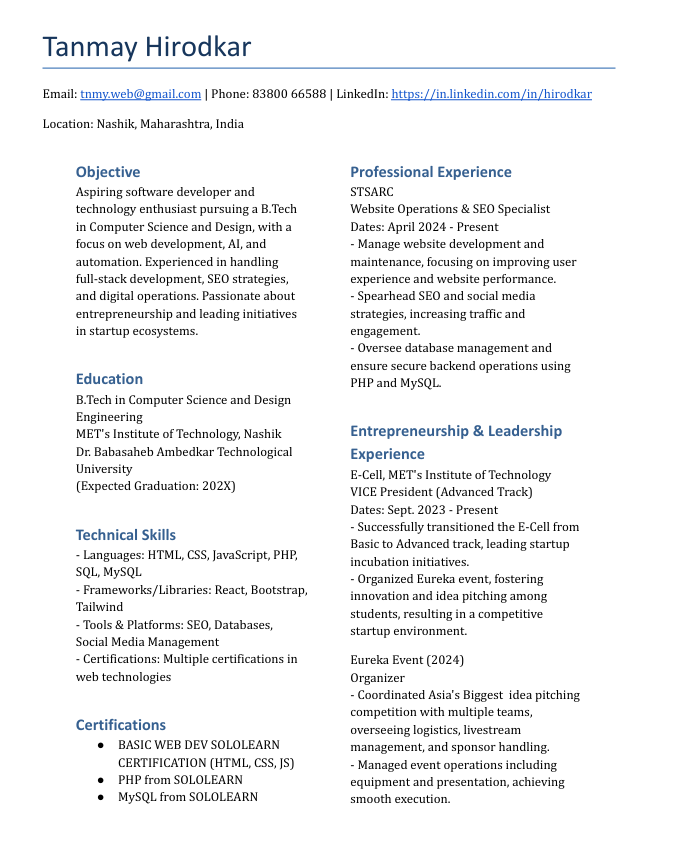 Tanmay Hirodkar
Email: tnmy.web@gmail.com | Phone: 83800 66588 | LinkedIn: https://in.linkedin.com/in/hirodkar
Location: Nashik, Maharashtra, India
Objective
Aspiring software developer and
technology enthusiast pursuing a B.Tech
in Computer Science and Design, with a
focus on web development, AI, and
automation. Experienced in handling
full-stack development, SEO strategies,
and digital operations. Passionate about
entrepreneurship and leading initiatives
in startup ecosystems.
Education
B.Tech in Computer Science and Design
Engineering
MET's Institute of Technology, Nashik
Dr. Babasaheb Ambedkar Technological
University
(Expected Graduation: 202X)
Technical Skills
- Languages: HTML, CSS, JavaScript, PHP,
SQL, MySQL
- Frameworks/Libraries: React, Bootstrap,
Tailwind
- Tools & Platforms: SEO, Databases,
Social Media Management
- Certifications: Multiple certifications in
web technologies
Certifications
● BASIC WEB DEV SOLOLEARN
CERTIFICATION (HTML, CSS, JS)
● PHP from SOLOLEARN
● MySQL from SOLOLEARN
Professional Experience
STSARC
Website Operations & SEO Specialist
Dates: April 2024 - Present
- Manage website development and
maintenance, focusing on improving user
experience and website performance.
- Spearhead SEO and social media
strategies, increasing traffic and
engagement.
- Oversee database management and
ensure secure backend operations using
PHP and MySQL.
Entrepreneurship & Leadership
Experience
E-Cell, MET's Institute of Technology
VICE President (Advanced Track)
Dates: Sept. 2023 - Present
- Successfully transitioned the E-Cell from
Basic to Advanced track, leading startup
incubation initiatives.
- Organized Eureka event, fostering
innovation and idea pitching among
students, resulting in a competitive
startup environment.
Eureka Event (2024)
Organizer
- Coordinated Asia's Biggest  idea pitching
competition with multiple teams,
overseeing logistics, livestream
management, and sponsor handling.
- Managed event operations including
equipment and presentation, achieving
smooth execution.